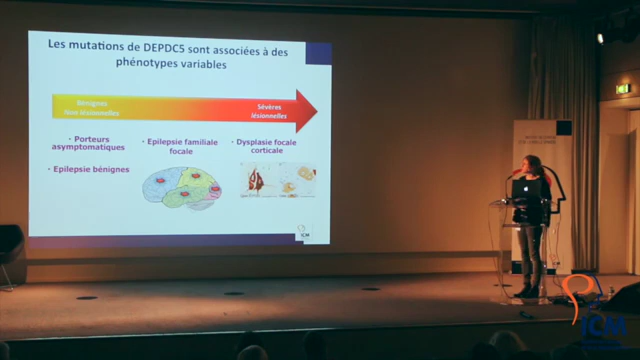 Les mutations de DEPDC5 sont associées à des
phénotypes variables
Bénignes
Non lésionnelles
Sévères
lésionnelles
• Porteurs
asymptomatiques
• Epilepsie bénignes
• Epilepsie familiale
focale
• Dysplasie focale
corticale
ICM
ICM